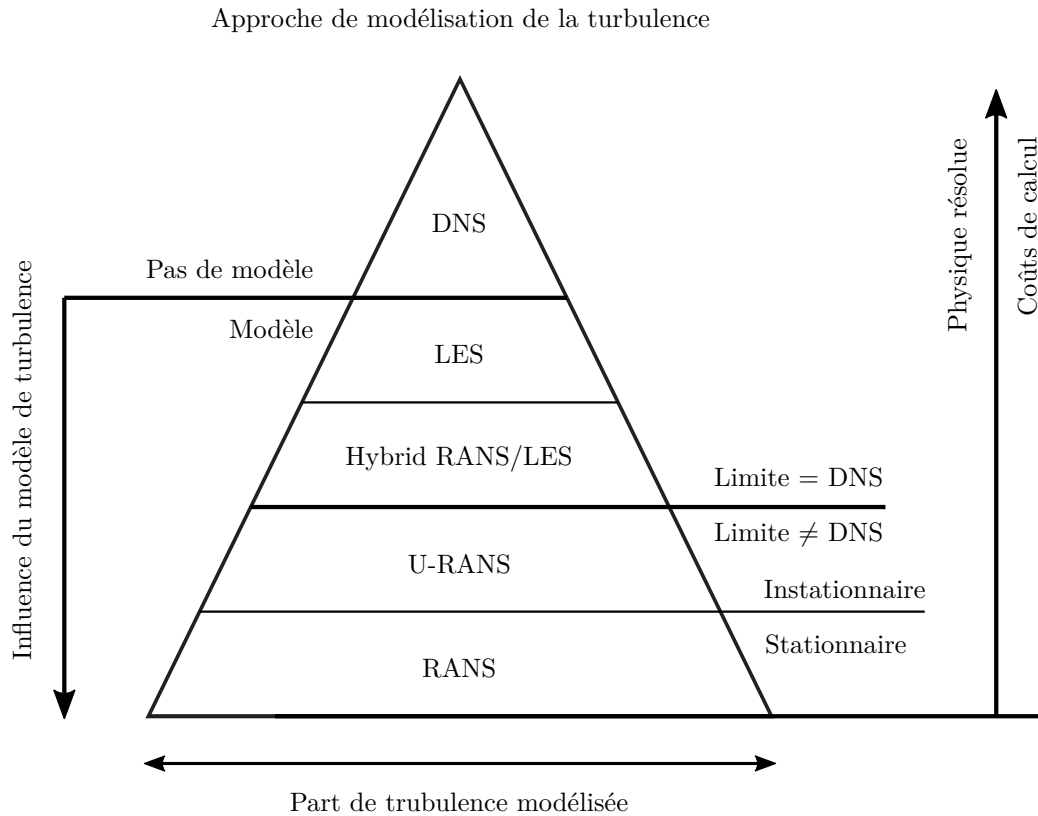 Approche de modélisation de la turbulence
DNS
Pas de modèle
Modèle
LES
Hybrid RANS/LES
Limite = DNS
Limite ≠ DNS
U-RANS
Instationnaire
Stationnaire
RANS
Part de trubulence modélisée
Influence du modèle de turbulence
Physique résolue
Coûts de calcul